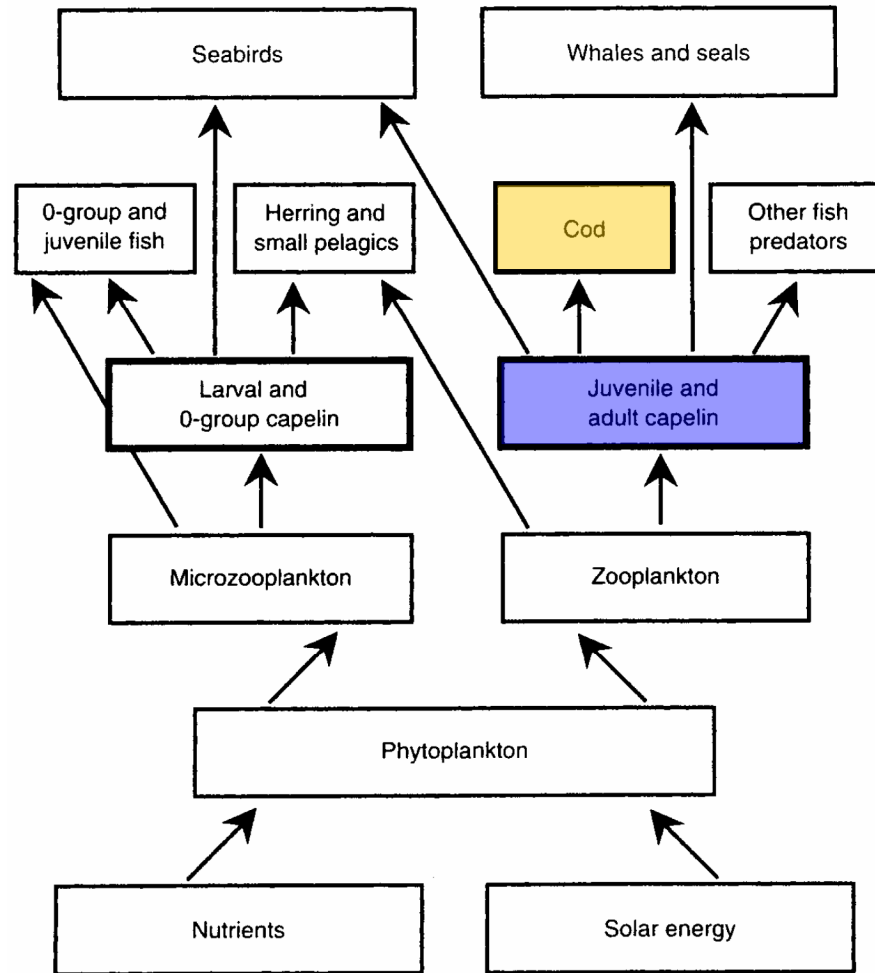 Seabirds
Whales and seals
0-group and
juvenile fish
Herring and
small pelagics
Cod
Other fish
predators
Larval and
0-group capelin
Juvenile and
adult capelin
Microzooplankton
Zooplankton
Phytoplankton
Nutrients
Solar energy